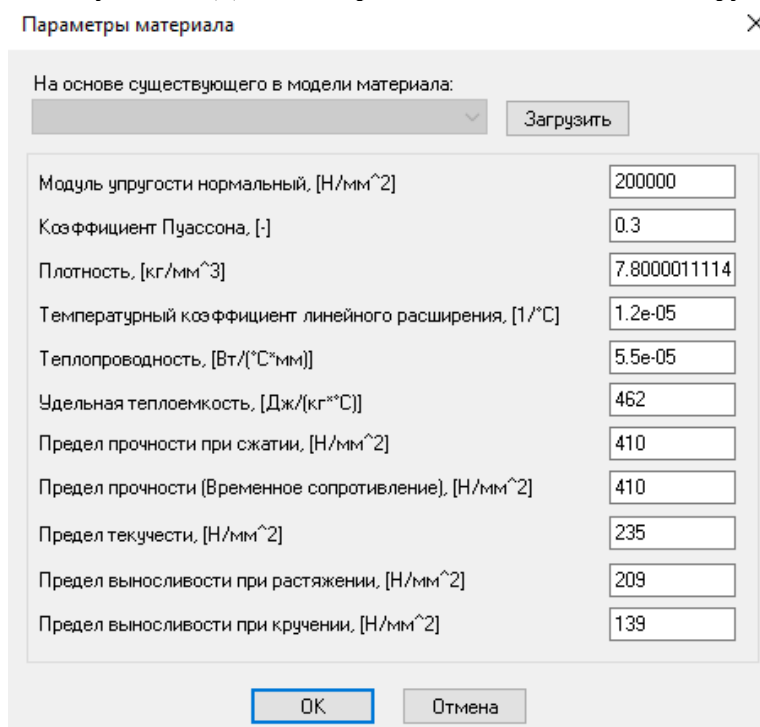 Параметры материала
На основе существующего в модели материала:
Загрузить
Модуль упругости нормальный, [Н/мм^2] 200000
Коэффициент Пуассона, [-] 0.3
Плотность, [кг/мм^3] 7.8000011114
Температурный коэффициент линейного расширения, [1/°C] 1.2e-05
Теплопроводность, [Вт/(°C*мм)] 5.5e-05
Удельная теплоемкость, [Дж/(кг*°C)] 462
Предел прочности при сжатии, [Н/мм^2] 410
Предел прочности (Временное сопротивление), [Н/мм^2] 410
Предел текучести, [Н/мм^2] 235
Предел выносливости при растяжении, [Н/мм^2] 209
Предел выносливости при кручении, [Н/мм^2] 139
OK Отмена